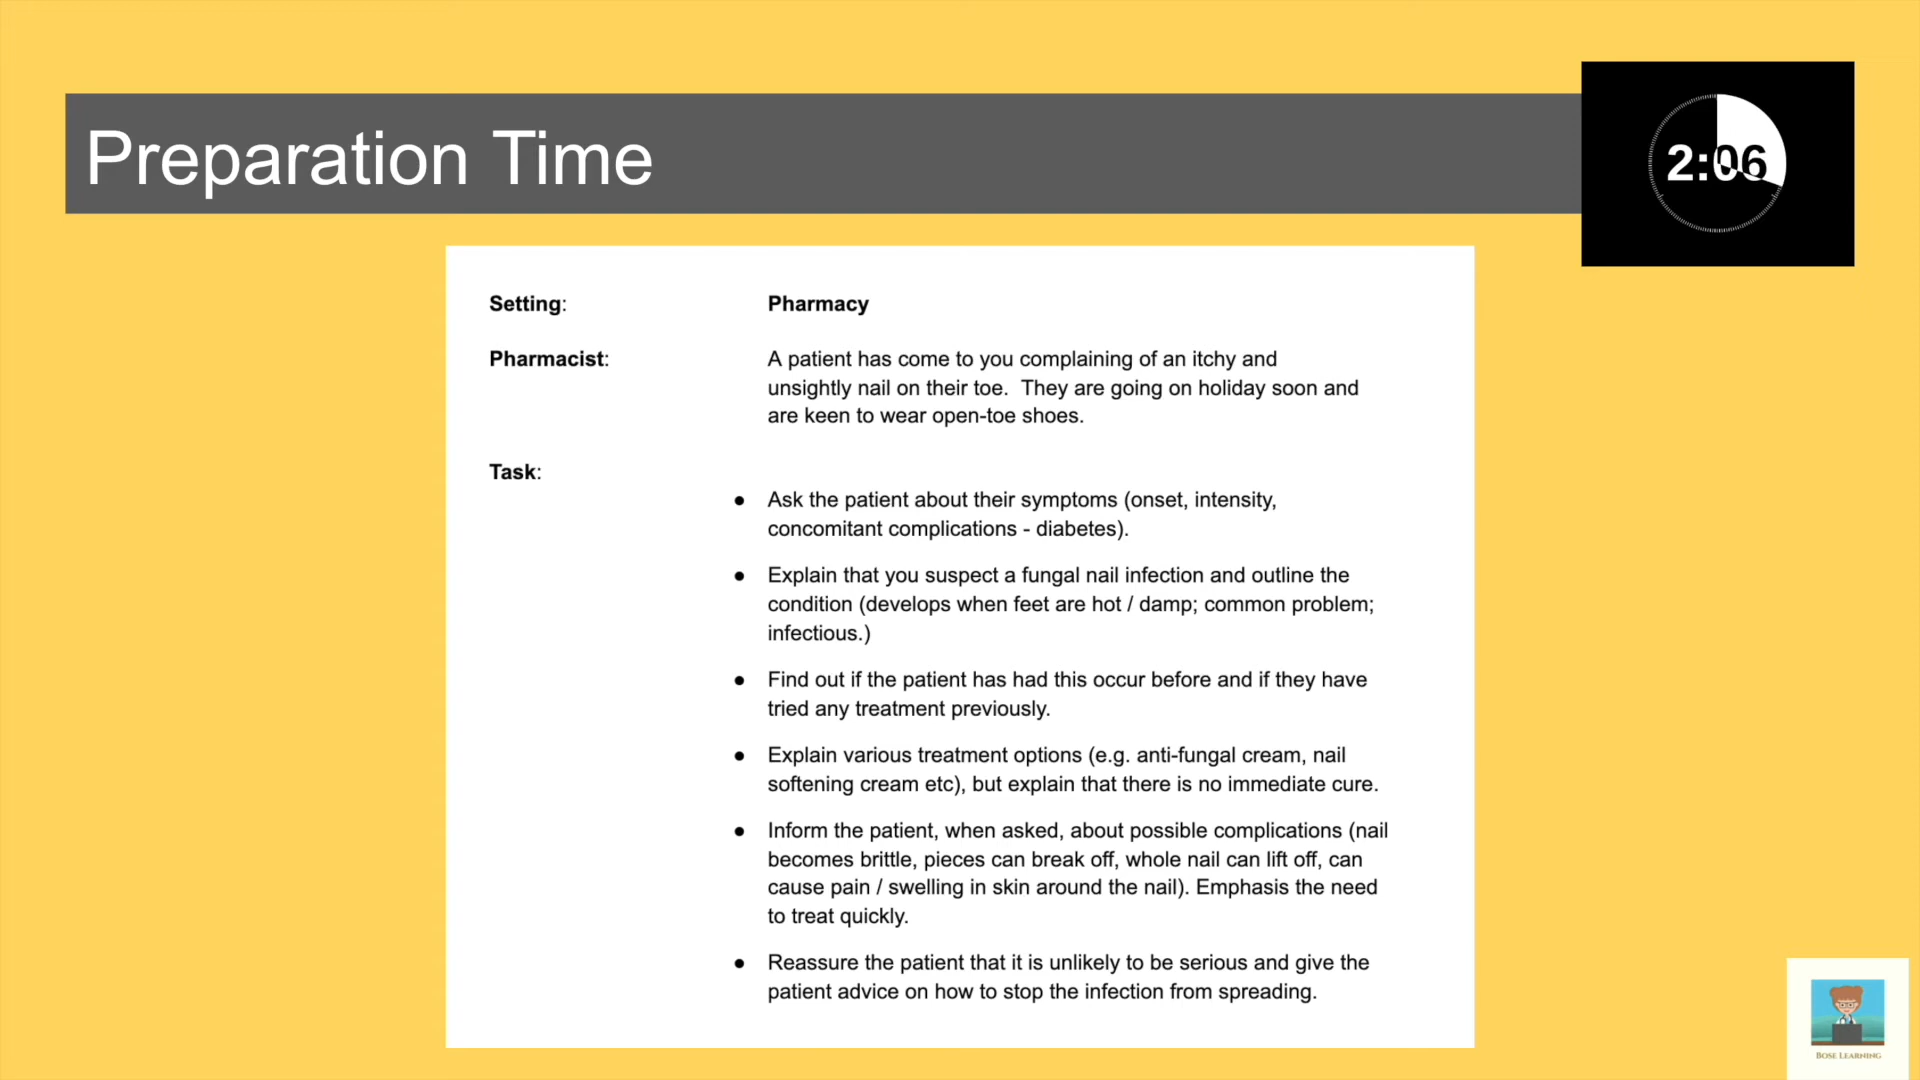 Preparation Time
2:06
Setting: Pharmacy
Pharmacist: A patient has come to you complaining of an itchy and
unsightly nail on their toe.  They are going on holiday soon and
are keen to wear open-toe shoes.
Task:
● Ask the patient about their symptoms (onset, intensity,
concomitant complications - diabetes).
● Explain that you suspect a fungal nail infection and outline the
condition (develops when feet are hot / damp; common problem;
infectious.)
● Find out if the patient has had this occur before and if they have
tried any treatment previously.
● Explain various treatment options (e.g. anti-fungal cream, nail
softening cream etc), but explain that there is no immediate cure.
● Inform the patient, when asked, about possible complications (nail
becomes brittle, pieces can break off, whole nail can lift off, can
cause pain / swelling in skin around the nail). Emphasis the need
to treat quickly.
● Reassure the patient that it is unlikely to be serious and give the
patient advice on how to stop the infection from spreading.
BOSE LEARNING